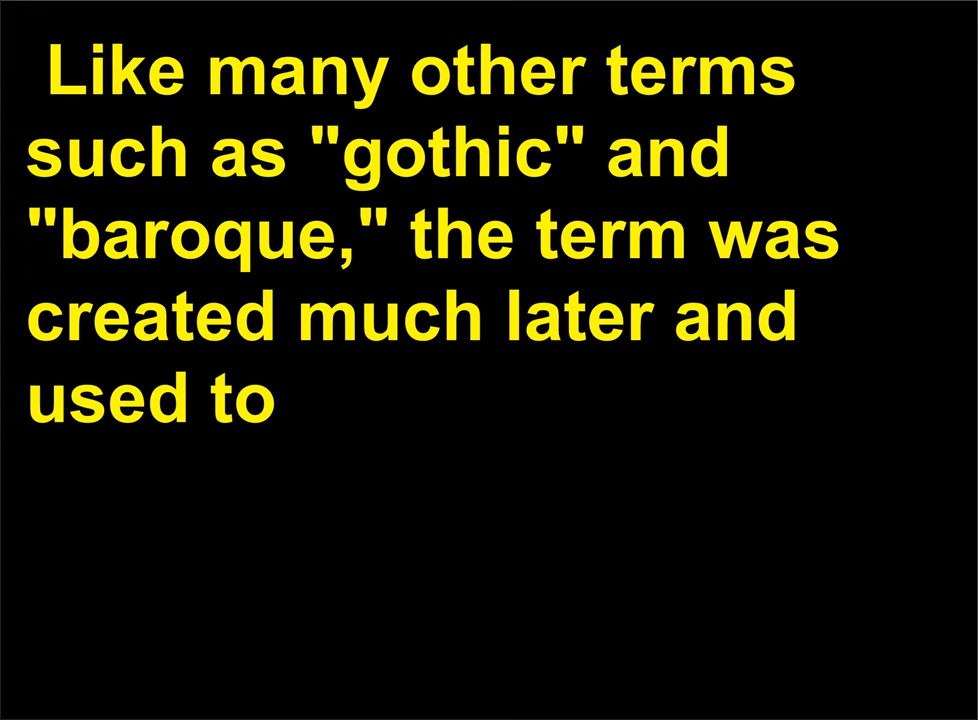 Like many other terms
such as "gothic" and
"baroque," the term was
created much later and
used to